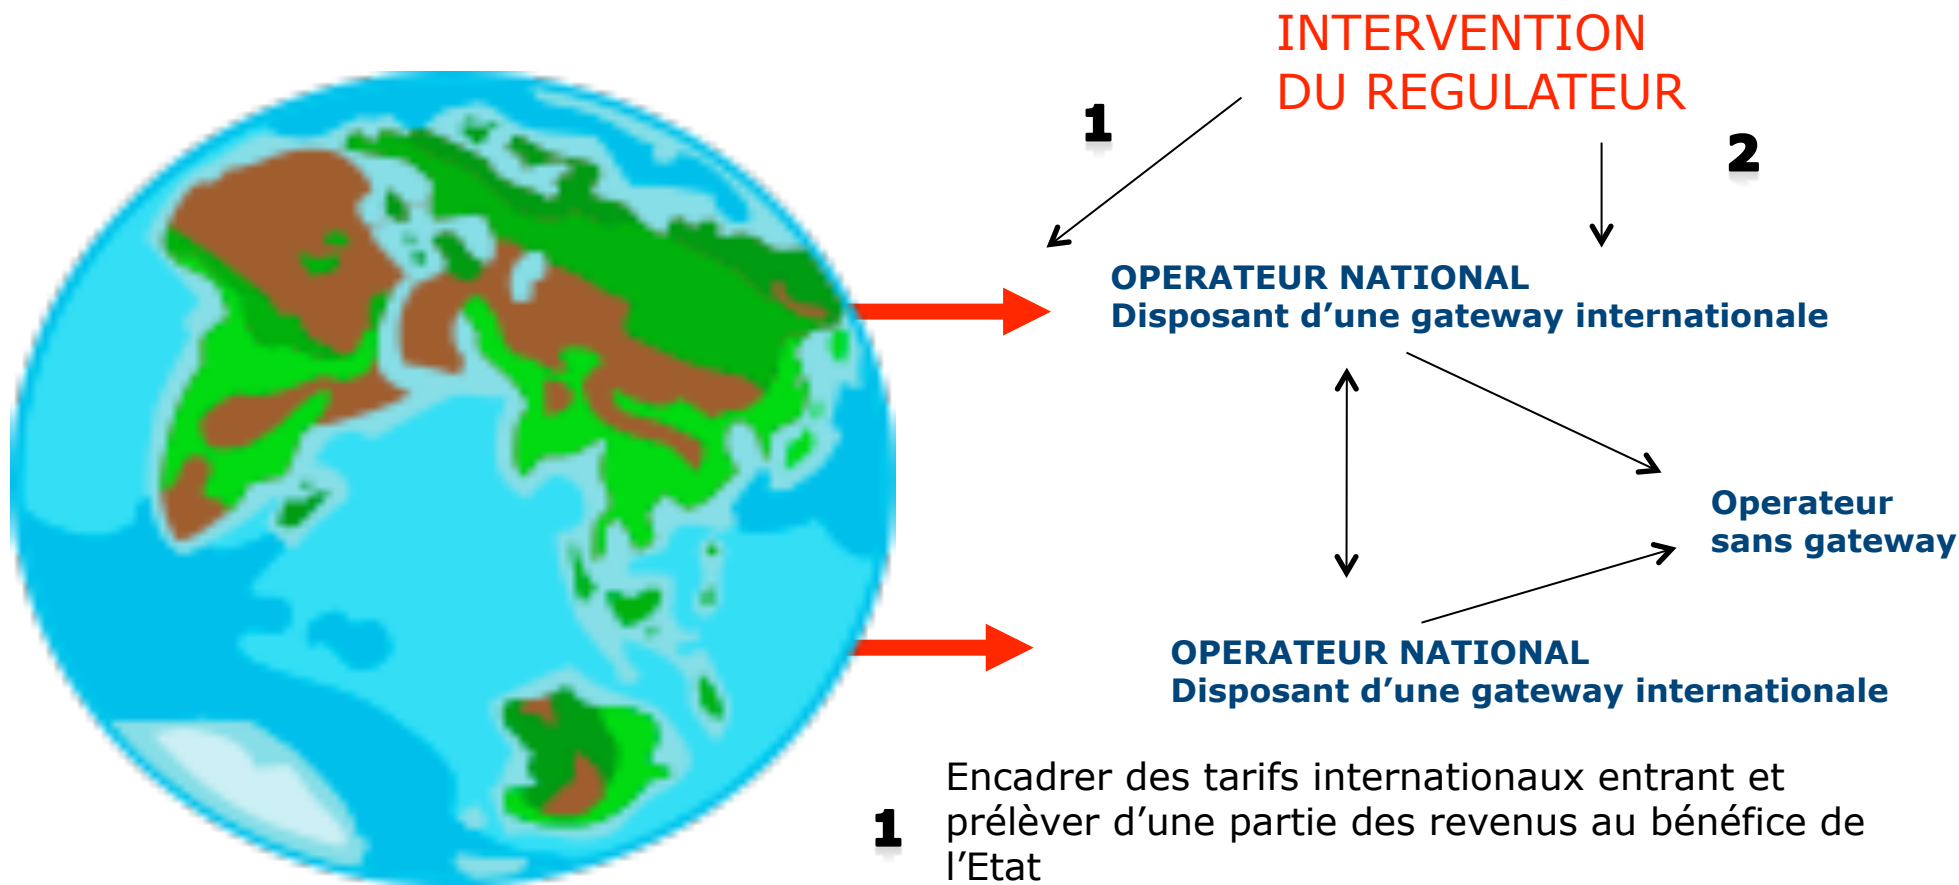 INTERVENTION
DU REGULATEUR
1
2
OPERATEUR NATIONAL
Disposant d’une gateway internationale
Operateur
sans gateway
OPERATEUR NATIONAL
Disposant d’une gateway internationale
1
Encadrer des tarifs internationaux entrant et
prélèver d’une partie des revenus au bénéfice de
l’Etat